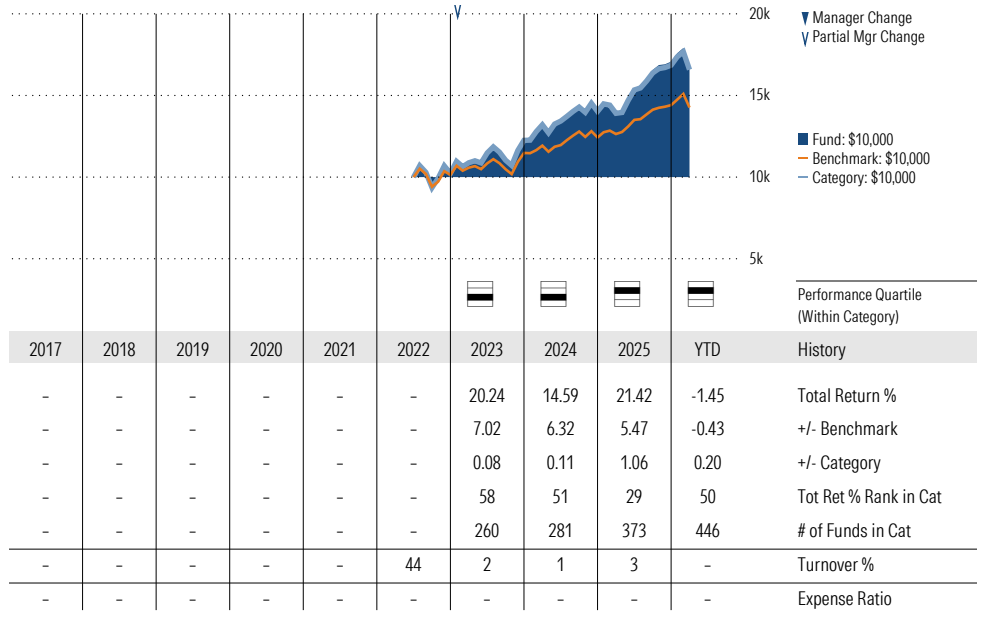 20k
▼ Manager Change
V Partial Mgr Change
15k
Fund: $10,000
Benchmark: $10,000
Category: $10,000
10k
5k
Performance Quartile
(Within Category)
2017 2018 2019 2020 2021 2022 2023 2024 2025 YTD History
– – – – – – 20.24 14.59 21.42 -1.45 Total Return %
– – – – – – 7.02 6.32 5.47 -0.43 +/- Benchmark
– – – – – – 0.08 0.11 1.06 0.20 +/- Category
– – – – – – 58 51 29 50 Tot Ret % Rank in Cat
– – – – – – 260 281 373 446 # of Funds in Cat
– – – – – 44 2 1 3 – Turnover %
– – – – – – – – – – Expense Ratio